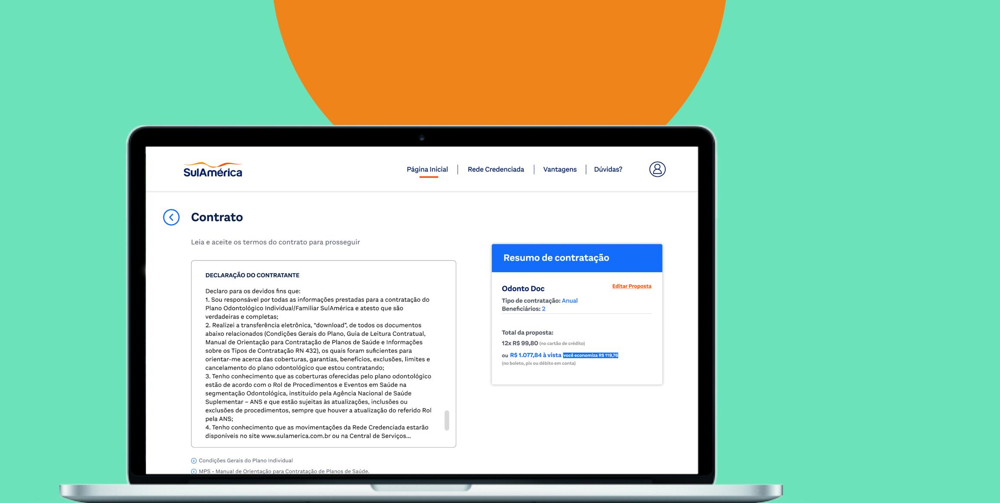 SulAmérica
Página Inicial
Rede Credenciada
Vantagens
Dúvidas?
Contrato
Leia e aceite os termos do contrato para prosseguir
DECLARAÇÃO DO CONTRATANTE
Declaro para os devidos fins que:
1. Sou responsável por todas as informações prestadas para a contratação do
Plano Odontológico Individual/Familiar SulAmérica e atesto que são
verdadeiras e completas;
2. Realizei a transferência eletrônica, “download”, de todos os documentos
abaixo relacionados (Condições Gerais do Plano, Guia de Leitura Contratual,
Manual de Orientação para Contratação de Planos de Saúde e Informações
sobre os Tipos de Contratação RN 432), os quais foram suficientes para
orientar-me acerca das coberturas, garantias, benefícios, exclusões, limites e
cancelamento do plano odontológico que estou contratando;
3. Tenho conhecimento que as coberturas oferecidas pelo plano odontológico
estão de acordo com o Rol de Procedimentos e Eventos em Saúde na
segmentação Odontológica, instituído pela Agência Nacional de Saúde
Suplementar – ANS e que estão sujeitas às atualizações, inclusões ou
exclusões de procedimentos, sempre que houver a atualização do referido Rol
pela ANS;
4. Tenho conhecimento que as movimentações da Rede Credenciada estarão
disponíveis no site www.sulamerica.com.br ou na Central de Serviços...
Condições Gerais do Plano Individual
MPS - Manual de Orientação para Contratação de Planos de Saúde.
Resumo de contratação
Odonto Doc
Editar Proposta
Tipo de contratação: Anual
Beneficiários: 2
Total da proposta:
12x R$ 99,80 (no cartão de crédito)
ou R$ 1.077,84 à vista você economiza R$ 119,76
(no boleto, pix ou débito em conta)